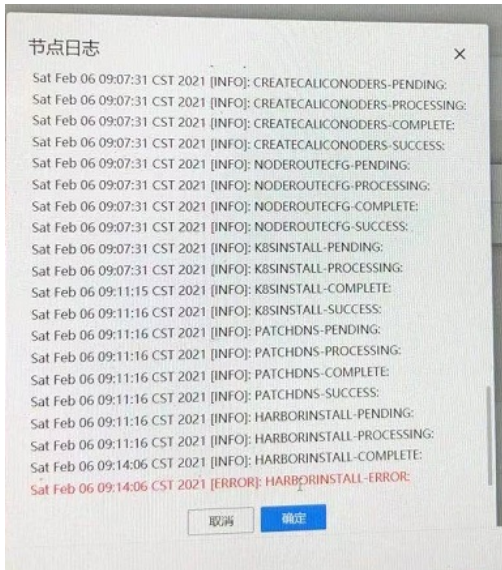 节点日志
Sat Feb 06 09:07:31 CST 2021 [INFO]: CREATECALICONODERS-PENDING:
Sat Feb 06 09:07:31 CST 2021 [INFO]: CREATECALICONODERS-PROCESSING:
Sat Feb 06 09:07:31 CST 2021 [INFO]: CREATECALICONODERS-COMPLETE:
Sat Feb 06 09:07:31 CST 2021 [INFO]: CREATECALICONODERS-SUCCESS:
Sat Feb 06 09:07:31 CST 2021 [INFO]: NODEROUTECFG-PENDING:
Sat Feb 06 09:07:31 CST 2021 [INFO]: NODEROUTECFG-PROCESSING:
Sat Feb 06 09:07:31 CST 2021 [INFO]: NODEROUTECFG-COMPLETE:
Sat Feb 06 09:07:31 CST 2021 [INFO]: NODEROUTECFG-SUCCESS:
Sat Feb 06 09:07:31 CST 2021 [INFO]: K8SINSTALL-PENDING:
Sat Feb 06 09:07:31 CST 2021 [INFO]: K8SINSTALL-PROCESSING:
Sat Feb 06 09:11:15 CST 2021 [INFO]: K8SINSTALL-COMPLETE:
Sat Feb 06 09:11:16 CST 2021 [INFO]: K8SINSTALL-SUCCESS:
Sat Feb 06 09:11:16 CST 2021 [INFO]: PATCHDNS-PENDING:
Sat Feb 06 09:11:16 CST 2021 [INFO]: PATCHDNS-PROCESSING:
Sat Feb 06 09:11:16 CST 2021 [INFO]: PATCHDNS-COMPLETE:
Sat Feb 06 09:11:16 CST 2021 [INFO]: PATCHDNS-SUCCESS:
Sat Feb 06 09:11:16 CST 2021 [INFO]: HARBORINSTALL-PENDING:
Sat Feb 06 09:11:16 CST 2021 [INFO]: HARBORINSTALL-PROCESSING:
Sat Feb 06 09:14:06 CST 2021 [INFO]: HARBORINSTALL-COMPLETE:
Sat Feb 06 09:14:06 CST 2021 [ERROR]: HARBORINSTALL-ERROR:
取消 确定